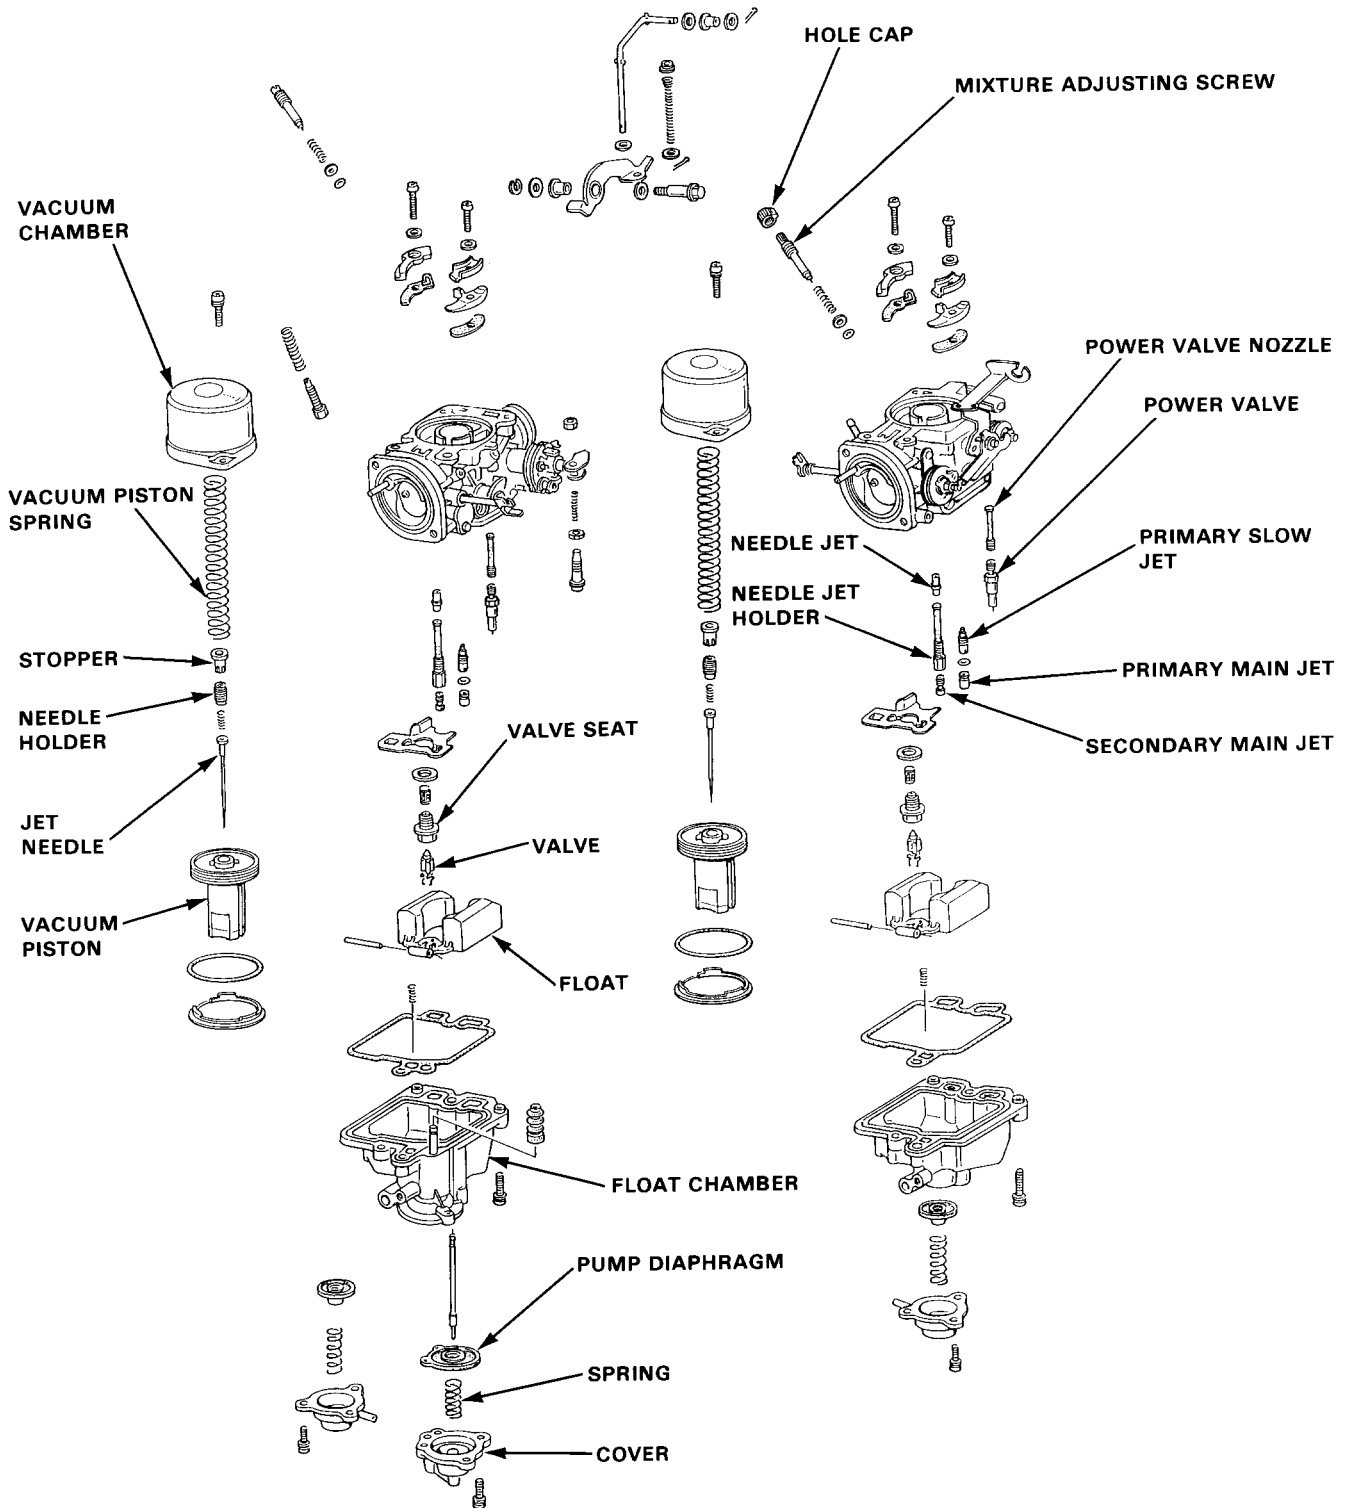 HOLE CAP
MIXTURE ADJUSTING SCREW
VACUUM
CHAMBER
POWER VALVE NOZZLE
POWER VALVE
VACUUM PISTON
SPRING
NEEDLE JET
PRIMARY SLOW
JET
NEEDLE JET
HOLDER
STOPPER
PRIMARY MAIN JET
NEEDLE
HOLDER
VALVE SEAT
SECONDARY MAIN JET
JET
NEEDLE
VALVE
VACUUM
PISTON
FLOAT
FLOAT CHAMBER
PUMP DIAPHRAGM
SPRING
COVER